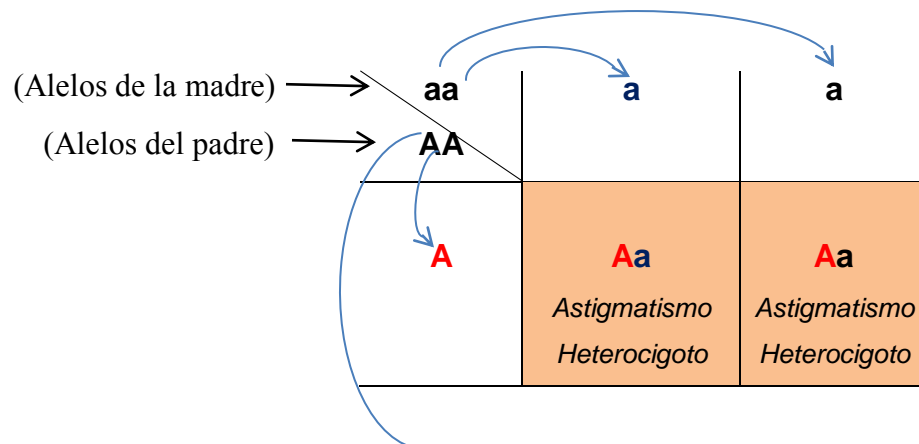 (Alelos de la madre) aa a a
(Alelos del padre) AA
A Aa Aa
Astigmatismo Astigmatismo
Heterocigoto Heterocigoto